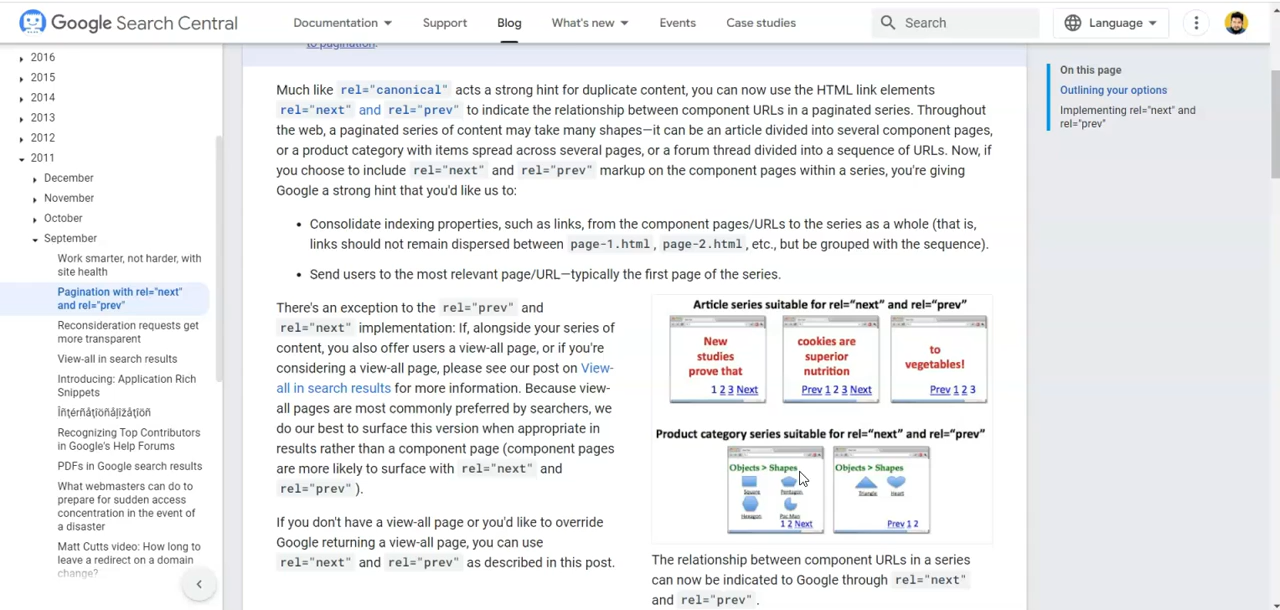 Google Search Central
Documentation
Support
Blog
What's new
Events
Case studies
Search
Language
2016
2015
2014
2013
2012
2011
December
November
October
September
Work smarter, not harder, with
site health
Pagination with rel="next"
and rel="prev"
Reconsideration requests get
more transparent
View-all in search results
Introducing: Application Rich
Snippets
Îñţérñåţîöñåļîžåţîöñ
Recognizing Top Contributors
in Google's Help Forums
PDFs in Google search results
What webmasters can do to
prepare for sudden access
concentration in the event of
a disaster
Matt Cutts video: How long to
leave a redirect on a domain
change?
to pagination.
Much like rel="canonical" acts a strong hint for duplicate content, you can now use the HTML link elements
rel="next" and rel="prev" to indicate the relationship between component URLs in a paginated series. Throughout
the web, a paginated series of content may take many shapes—it can be an article divided into several component pages,
or a product category with items spread across several pages, or a forum thread divided into a sequence of URLs. Now, if
you choose to include rel="next" and rel="prev" markup on the component pages within a series, you're giving
Google a strong hint that you'd like us to:
• Consolidate indexing properties, such as links, from the component pages/URLs to the series as a whole (that is,
links should not remain dispersed between page-1.html, page-2.html, etc., but be grouped with the sequence).
• Send users to the most relevant page/URL—typically the first page of the series.
There's an exception to the rel="prev" and
rel="next" implementation: If, alongside your series of
content, you also offer users a view-all page, or if you're
considering a view-all page, please see our post on View-
all in search results for more information. Because view-
all pages are most commonly preferred by searchers, we
do our best to surface this version when appropriate in
results rather than a component page (component pages
are more likely to surface with rel="next" and
rel="prev" ).
If you don't have a view-all page or you'd like to override
Google returning a view-all page, you can use
rel="next" and rel="prev" as described in this post.
Article series suitable for rel="next" and rel="prev"
New
studies
prove that
1 2 3 Next
cookies are
superior
nutrition
Prev 1 2 3 Next
to
vegetables!
Prev 1 2 3
Product category series suitable for rel="next" and rel="prev"
Objects > Shapes
Square
Pentagon
Hexagon
Pac Man
1 2 Next
Objects > Shapes
Triangle
Heart
Prev 1 2
The relationship between component URLs in a series
can now be indicated to Google through rel="next"
and rel="prev" .
On this page
Outlining your options
Implementing rel="next" and
rel="prev"